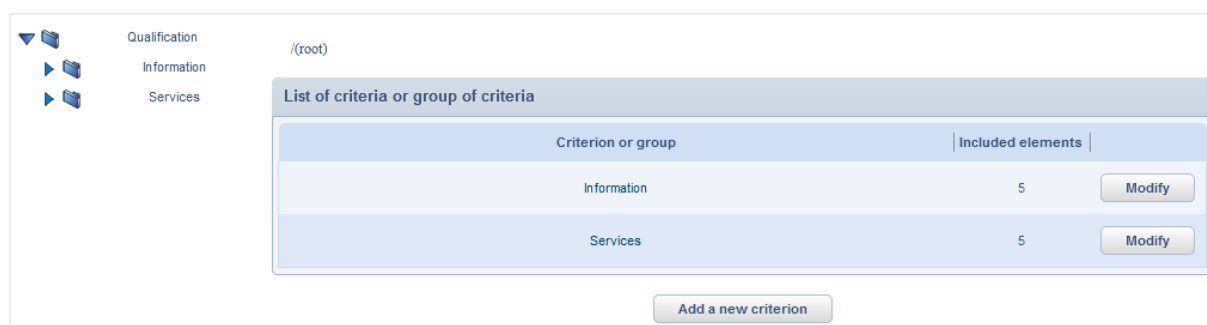 Qualification
Information
Services
/(root)
List of criteria or group of criteria
Criterion or group Included elements
Information 5 Modify
Services 5 Modify
Add a new criterion